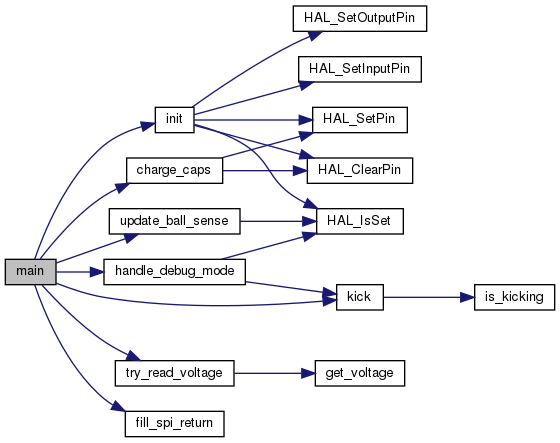 HAL_SetOutputPin
HAL_SetInputPin
init
HAL_SetPin
charge_caps
HAL_ClearPin
update_ball_sense
HAL_IsSet
main
handle_debug_mode
kick
is_kicking
try_read_voltage
get_voltage
fill_spi_return